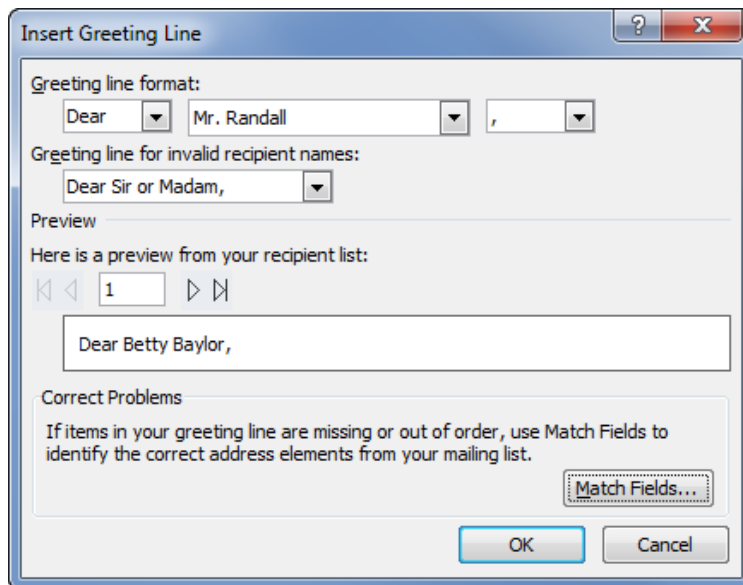 Insert Greeting Line
?
Greeting line format:
Dear Mr. Randall ,
Greeting line for invalid recipient names:
Dear Sir or Madam,
Preview
Here is a preview from your recipient list:
1
Dear Betty Baylor,
Correct Problems
If items in your greeting line are missing or out of order, use Match Fields to
identify the correct address elements from your mailing list.
Match Fields...
OK Cancel